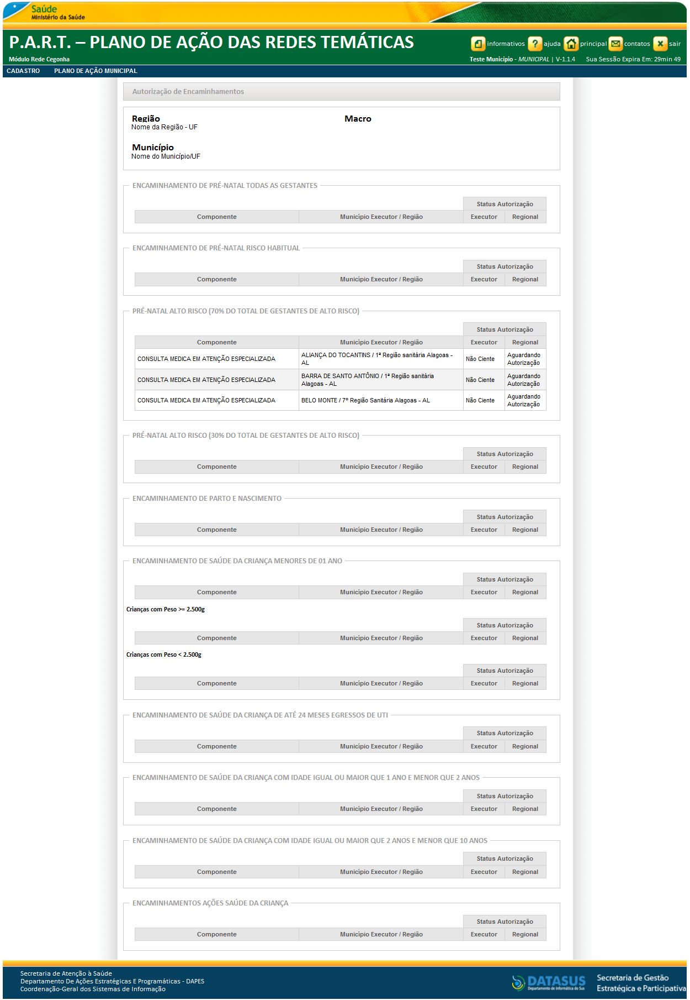 Saúde
Ministério da Saúde
P.A.R.T. – PLANO DE AÇÃO DAS REDES TEMÁTICAS
informativos ? ajuda principal contatos sair
Módulo Rede Cegonha
Teste Município - MUNICIPAL | V-1.1.4 Sua Sessão Expira Em: 29min 49
CADASTRO PLANO DE AÇÃO MUNICIPAL
Autorização de Encaminhamentos
Região Macro
Nome da Região - UF
Município
Nome do Município/UF
ENCAMINHAMENTO DE PRÉ-NATAL TODAS AS GESTANTES
Status Autorização
Componente Município Executor / Região Executor Regional
ENCAMINHAMENTO DE PRÉ-NATAL RISCO HABITUAL
Status Autorização
Componente Município Executor / Região Executor Regional
PRÉ-NATAL ALTO RISCO (70% DO TOTAL DE GESTANTES DE ALTO RISCO)
Status Autorização
Componente Município Executor / Região Executor Regional
CONSULTA MEDICA EM ATENÇÃO ESPECIALIZADA
ALIANÇA DO TOCANTINS / 1ª Região sanitária Alagoas -
AL
Não Ciente
Aguardando
Autorização
CONSULTA MEDICA EM ATENÇÃO ESPECIALIZADA
BARRA DE SANTO ANTÔNIO / 1ª Região sanitária
Alagoas - AL
Não Ciente
Aguardando
Autorização
CONSULTA MEDICA EM ATENÇÃO ESPECIALIZADA
BELO MONTE / 7º Região Sanitária Alagoas - AL
Não Ciente
Aguardando
Autorização
PRÉ-NATAL ALTO RISCO (30% DO TOTAL DE GESTANTES DE ALTO RISCO)
Status Autorização
Componente Município Executor / Região Executor Regional
ENCAMINHAMENTO DE PARTO E NASCIMENTO
Status Autorização
Componente Município Executor / Região Executor Regional
ENCAMINHAMENTO DE SAÚDE DA CRIANÇA MENORES DE 01 ANO
Status Autorização
Componente Município Executor / Região Executor Regional
Crianças com Peso >= 2.500g
Status Autorização
Componente Município Executor / Região Executor Regional
Crianças com Peso < 2.500g
Status Autorização
Componente Município Executor / Região Executor Regional
ENCAMINHAMENTO DE SAÚDE DA CRIANÇA DE ATÉ 24 MESES EGRESSOS DE UTI
Status Autorização
Componente Município Executor / Região Executor Regional
ENCAMINHAMENTO DE SAÚDE DA CRIANÇA COM IDADE IGUAL OU MAIOR QUE 1 ANO E MENOR QUE 2 ANOS
Status Autorização
Componente Município Executor / Região Executor Regional
ENCAMINHAMENTO DE SAÚDE DA CRIANÇA COM IDADE IGUAL OU MAIOR QUE 2 ANOS E MENOR QUE 10 ANOS
Status Autorização
Componente Município Executor / Região Executor Regional
ENCAMINHAMENTOS AÇÕES SAÚDE DA CRIANÇA
Status Autorização
Componente Município Executor / Região Executor Regional
Secretaria de Atenção à Saúde
Departamento De Ações Estratégicas E Programáticas - DAPES
Coordenação-Geral dos Sistemas de Informação
DATASUS
Departamento de Informática do Sus
Secretaria de Gestão
Estratégica e Participativa